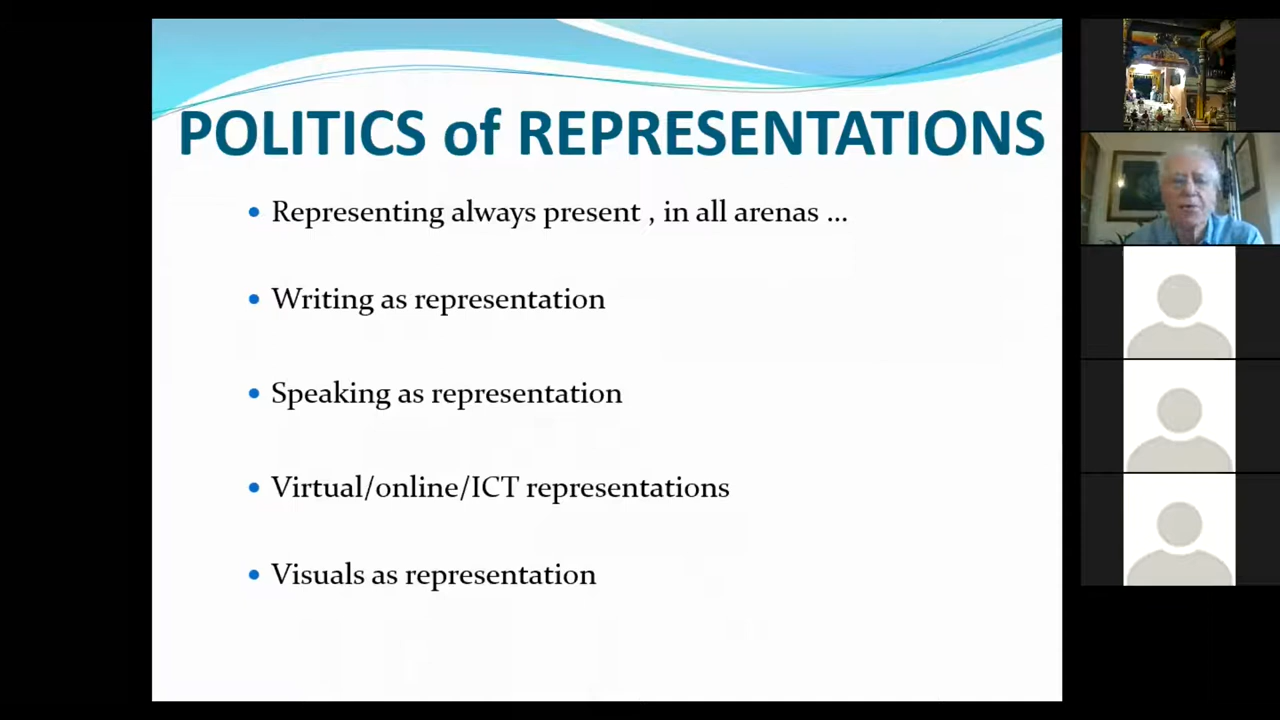 POLITICS of REPRESENTATIONS
• Representing always present , in all arenas ...
• Writing as representation
• Speaking as representation
• Virtual/online/ICT representations
• Visuals as representation